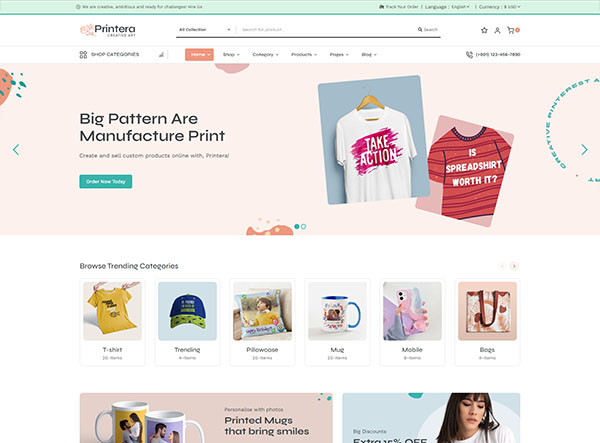 We are creative, ambitious and ready for challenges! Hire Us
Track Your Order
Language : English
Currency : $ USD
Printera
CREATIVE ART
All Collection
Search for product...
Search
0
SHOP CATEGORIES
Home
Shop
Category
Products
Pages
Blog
(+001) 123-456-7890
Big Pattern Are
Manufacture Print
Create and sell custom products online with, Printera!
Order Now Today
TAKE
ACTION
IS
SPREADSHIRT
WORTH IT?
CREATIVE PINTEREST A
Browse Trending Categories
T-shirt
20-Items
Trending
4-Items
Pillowcase
20-Items
Mug
20-Items
Mobile
8-Items
Bags
4-Items
Personalise with photos
Printed Mugs
that bring smiles
Big Discounts
Extra 15% OFF